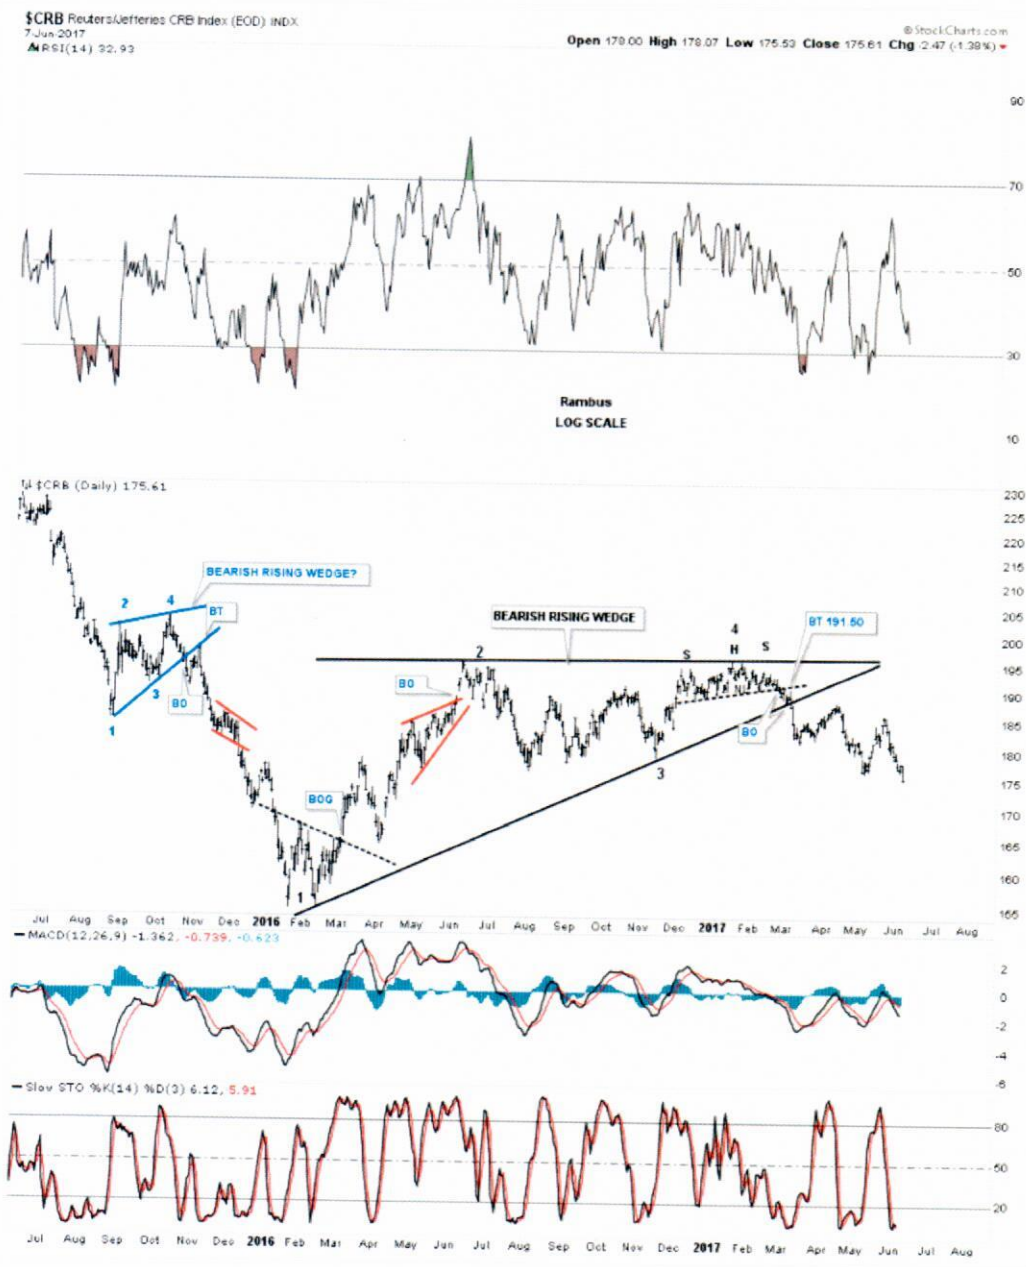 $CRB Reuters/Jefferies CRB Index (EOD) INDX
© StockCharts.com
7-Jun-2017
Open 178.00 High 178.07 Low 175.53 Close 175.61 Chg -2.47 (-1.38%)
RSI(14) 32.93
90
70
50
30
Rambus
LOG SCALE
10
$CRB (Daily) 175.61
230
225
220
215
210
205
200
195
190
185
180
175
170
165
160
155
BEARISH RISING WEDGE?
2
4
BT
BEARISH RISING WEDGE
4
BT 191.50
S
H
S
2
BO
3
BO
NL
1
BO
3
BOG
1
Jul Aug Sep Oct Nov Dec 2016 Feb Mar Apr May Jun Jul Aug Sep Oct Nov Dec 2017 Feb Mar Apr May Jun Jul Aug
MACD(12,26,9) -1.362, -0.739, -0.623
2
0
-2
-4
-6
Slow STO %K(14) %D(3) 6.12, 5.91
80
50
20
Jul Aug Sep Oct Nov Dec 2016 Feb Mar Apr May Jun Jul Aug Sep Oct Nov Dec 2017 Feb Mar Apr May Jun Jul Aug